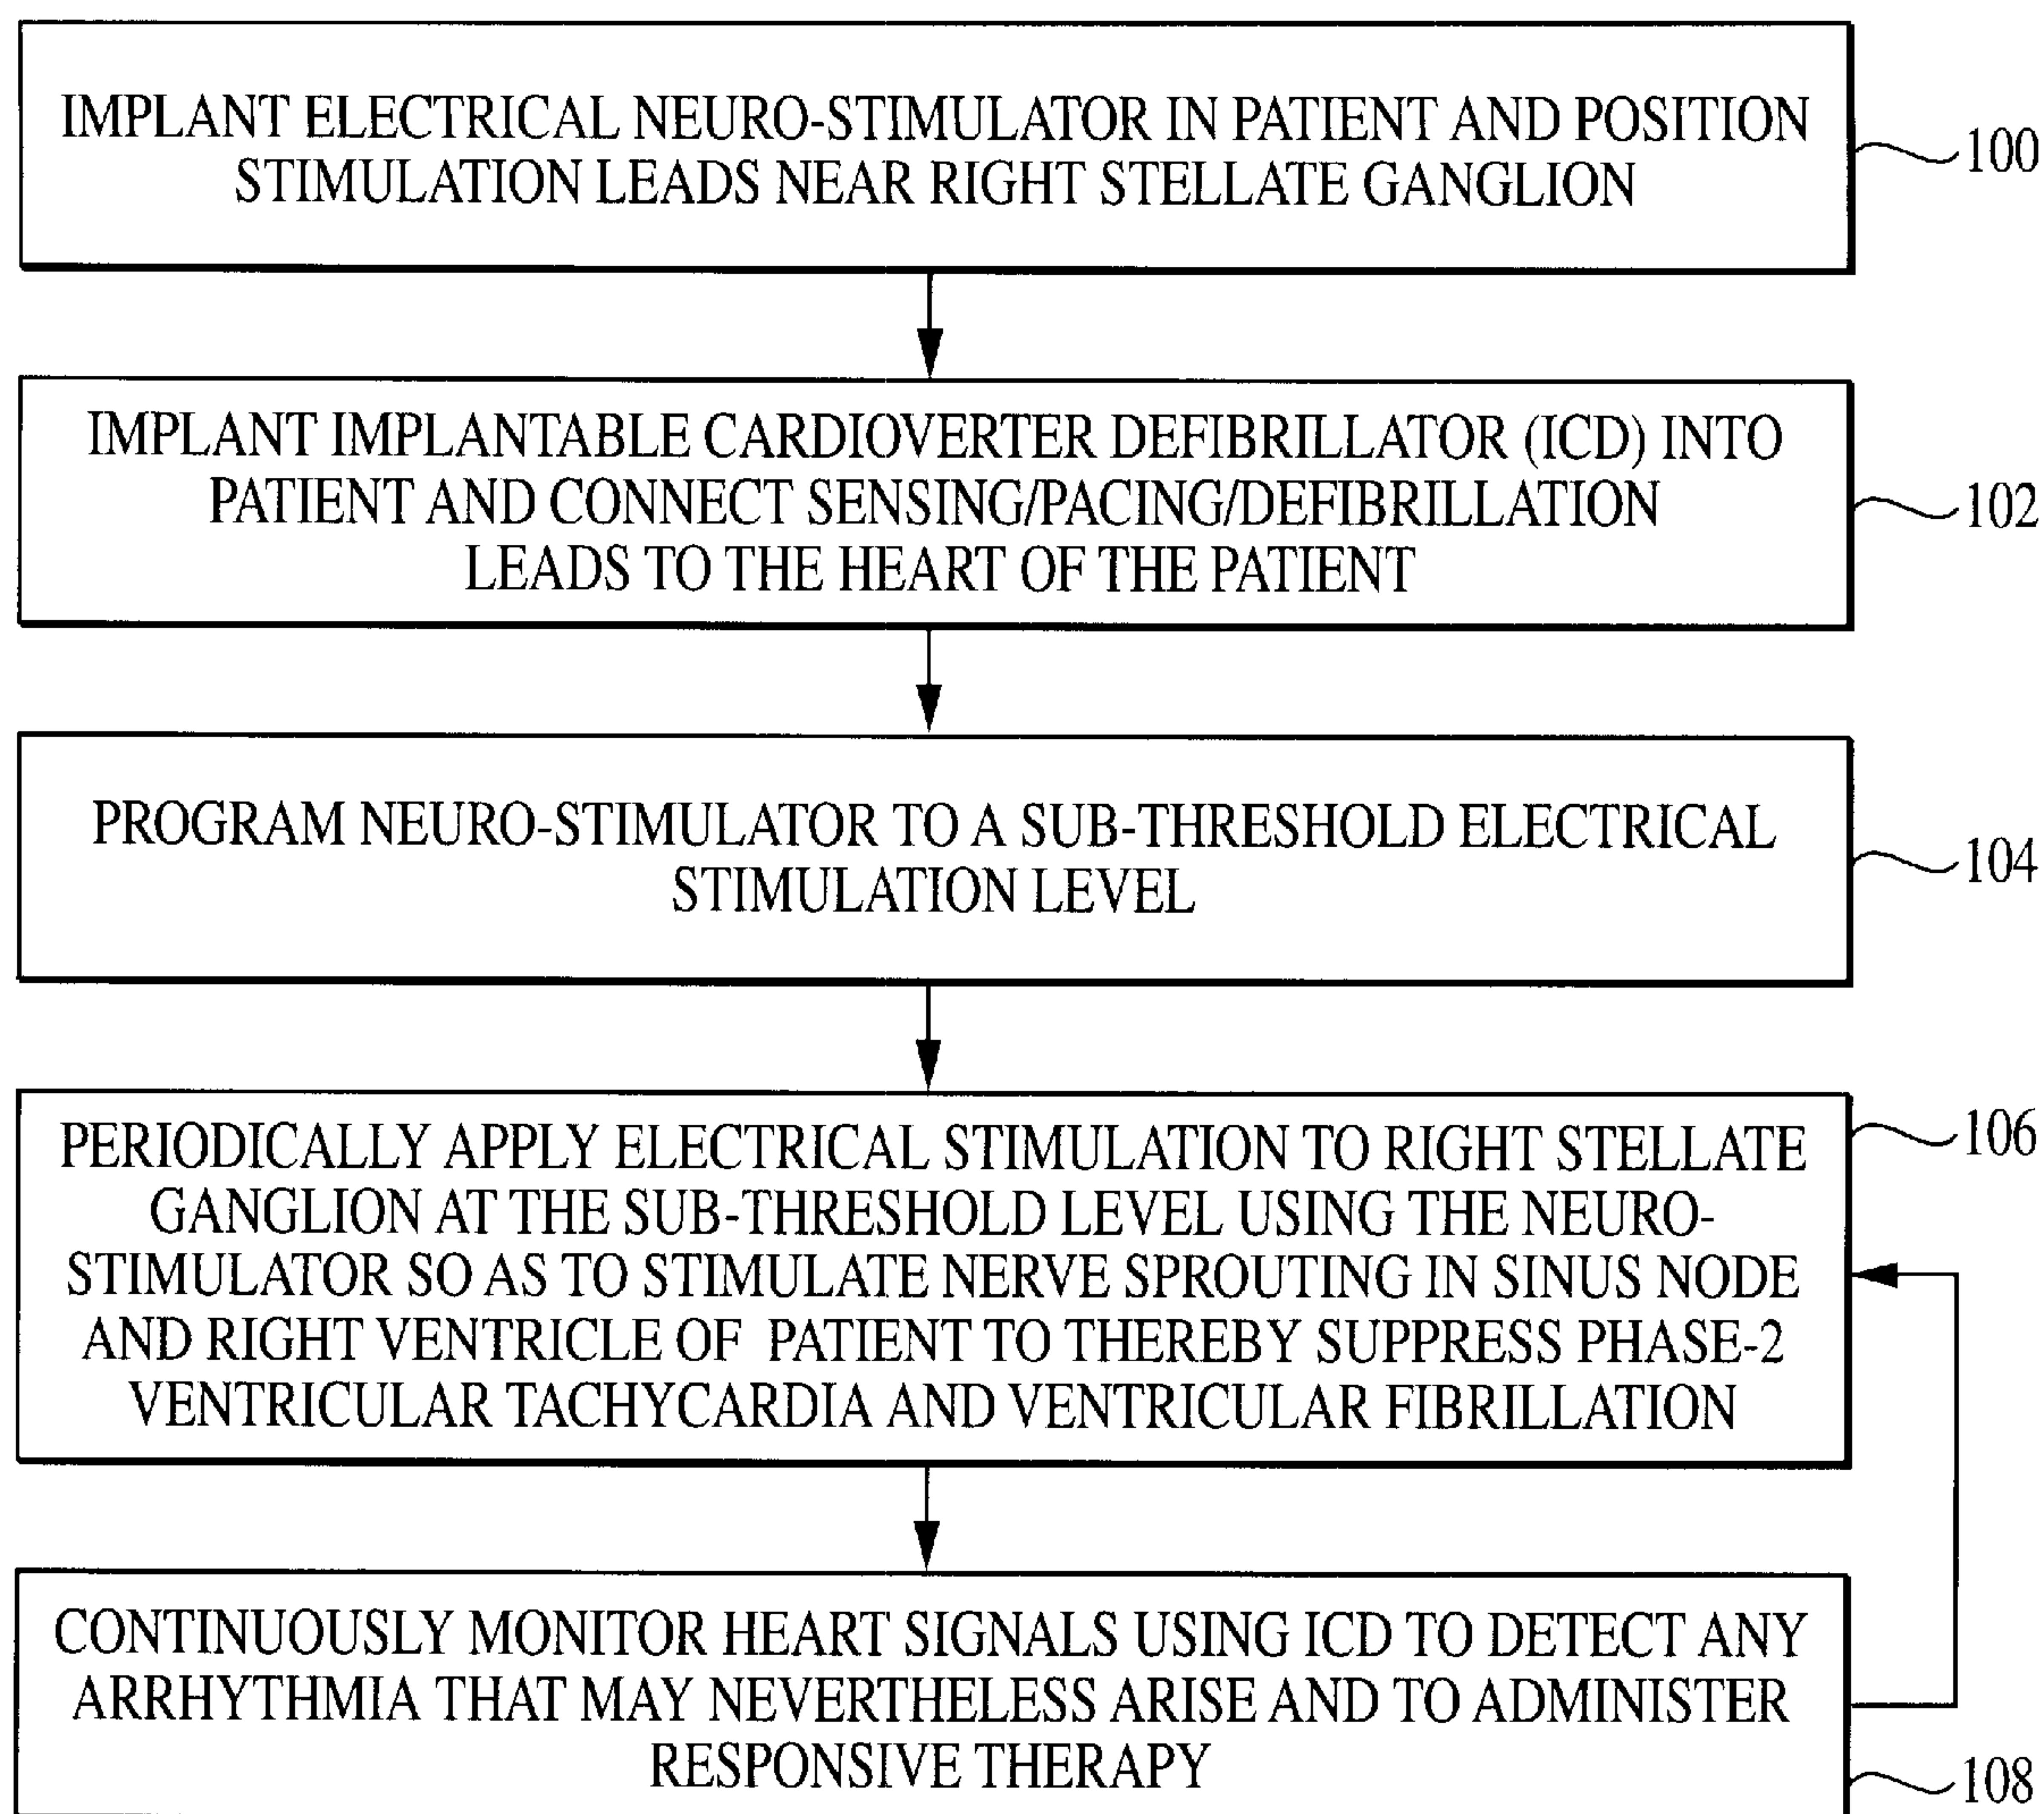 IMPLANT ELECTRICAL NEURO-STIMULATOR IN PATIENT AND POSITION
STIMULATION LEADS NEAR RIGHT STELLATE GANGLION
100
IMPLANT IMPLANTABLE CARDIOVERTER DEFIBRILLATOR (ICD) INTO
PATIENT AND CONNECT SENSING/PACING/DEFIBRILLATION
LEADS TO THE HEART OF THE PATIENT
102
PROGRAM NEURO-STIMULATOR TO A SUB-THRESHOLD ELECTRICAL
STIMULATION LEVEL
104
PERIODICALLY APPLY ELECTRICAL STIMULATION TO RIGHT STELLATE
GANGLION AT THE SUB-THRESHOLD LEVEL USING THE NEURO-
STIMULATOR SO AS TO STIMULATE NERVE SPROUTING IN SINUS NODE
AND RIGHT VENTRICLE OF PATIENT TO THEREBY SUPPRESS PHASE-2
VENTRICULAR TACHYCARDIA AND VENTRICULAR FIBRILLATION
106
CONTINUOUSLY MONITOR HEART SIGNALS USING ICD TO DETECT ANY
ARRHYTHMIA THAT MAY NEVERTHELESS ARISE AND TO ADMINISTER
RESPONSIVE THERAPY
108